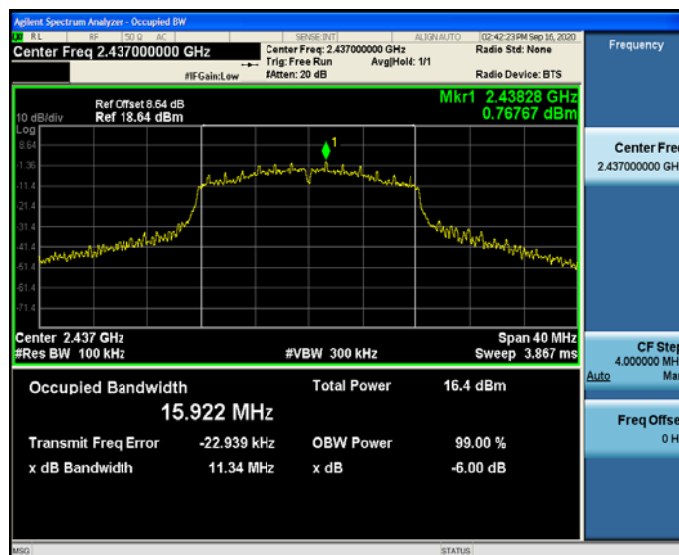 Agilent Spectrum Analyzer - Occupied BW
RL RF 50 Ω AC SENSE:INT ALIGNAUTO 02:42:23 PM Sep 16, 2020
Center Freq 2.437000000 GHz
Center Freq: 2.437000000 GHz
Radio Std: None
Trig: Free Run Avg|Hold: 1/1
#IFGain:Low
#Atten: 20 dB
Radio Device: BTS
Frequency
Ref Offset 8.64 dB
Ref 18.64 dBm
10 dB/div
Log
Mkr1 2.43828 GHz
0.76767 dBm
8.64
-1.36
-11.4
-21.4
-31.4
-41.4
-51.4
-61.4
-71.4
1
Center 2.437 GHz
Span 40 MHz
#Res BW 100 kHz
#VBW 300 kHz
Sweep 3.867 ms
Occupied Bandwidth
15.922 MHz
Total Power 16.4 dBm
Transmit Freq Error -22.939 kHz
OBW Power 99.00 %
x dB Bandwidth 11.34 MHz
x dB -6.00 dB
Center Freq
2.437000000 GH
CF Step
4.000000 MH
Auto Ma
Freq Offse
0 H
MSG
STATUS